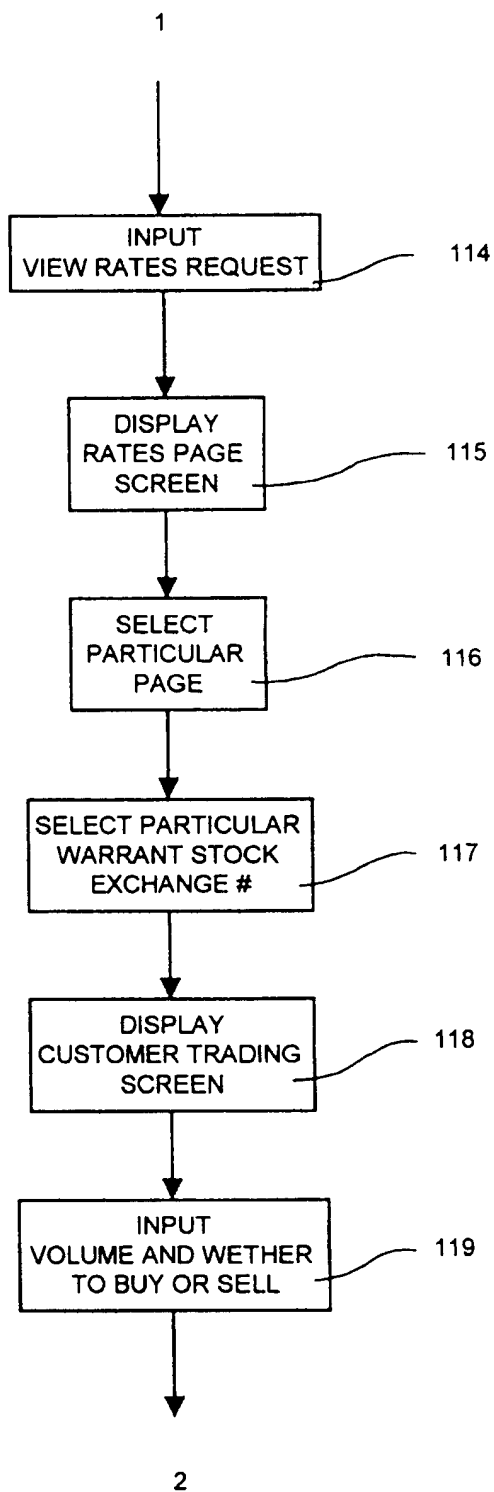 1
INPUT
VIEW RATES REQUEST
114
DISPLAY
RATES PAGE
SCREEN
115
SELECT
PARTICULAR
PAGE
116
SELECT PARTICULAR
WARRANT STOCK
EXCHANGE #
117
DISPLAY
CUSTOMER TRADING
SCREEN
118
INPUT
VOLUME AND WETHER
TO BUY OR SELL
119
2